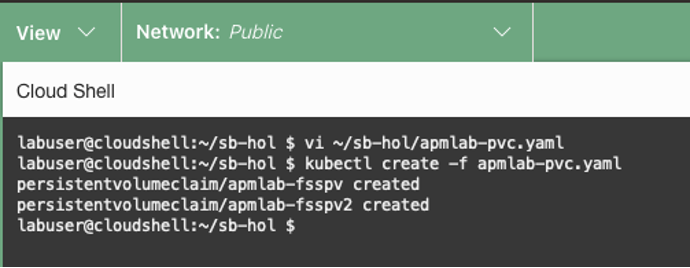 View Network: Public
Cloud Shell
labuser@cloudshell:~/sb-hol $ vi ~/sb-hol/apmlab-pvc.yaml
labuser@cloudshell:~/sb-hol $ kubectl create -f apmlab-pvc.yaml
persistentvolumeclaim/apmlab-fsspv created
persistentvolumeclaim/apmlab-fsspv2 created
labuser@cloudshell:~/sb-hol $